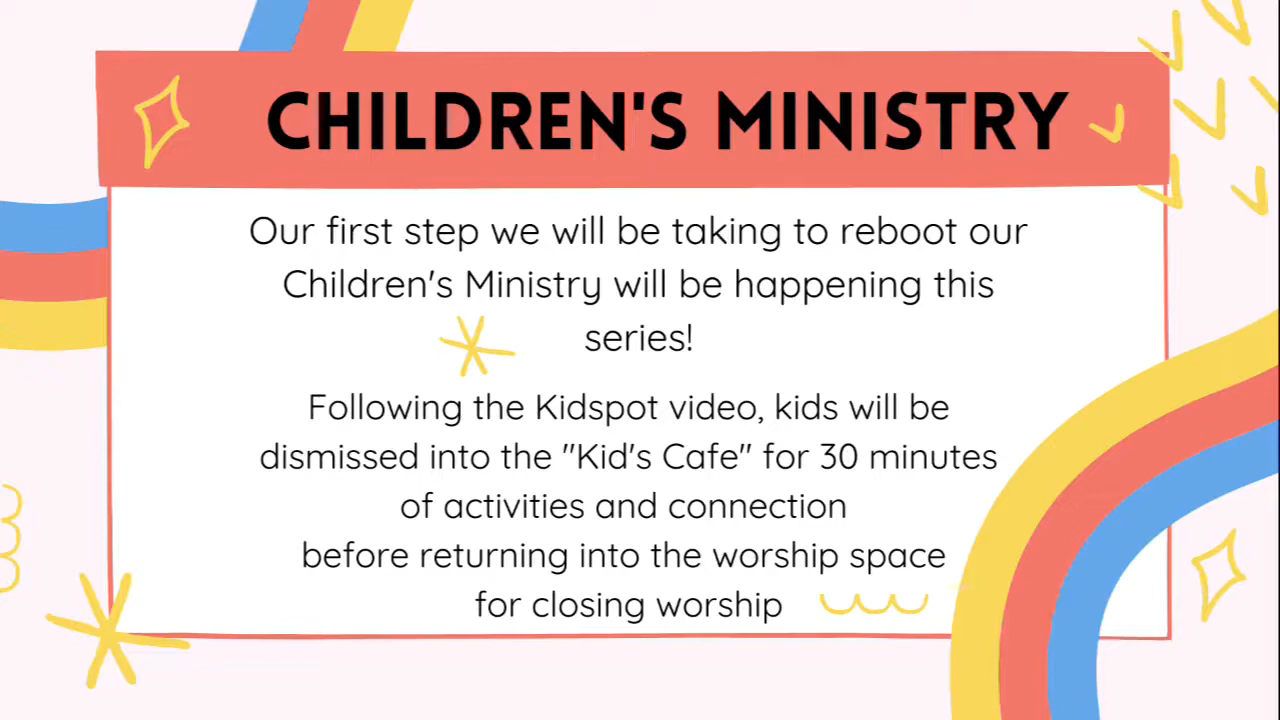 CHILDREN'S MINISTRY
Our first step we will be taking to reboot our
Children's Ministry will be happening this
series!
Following the Kidspot video, kids will be
dismissed into the "Kid's Cafe" for 30 minutes
of activities and connection
before returning into the worship space
for closing worship